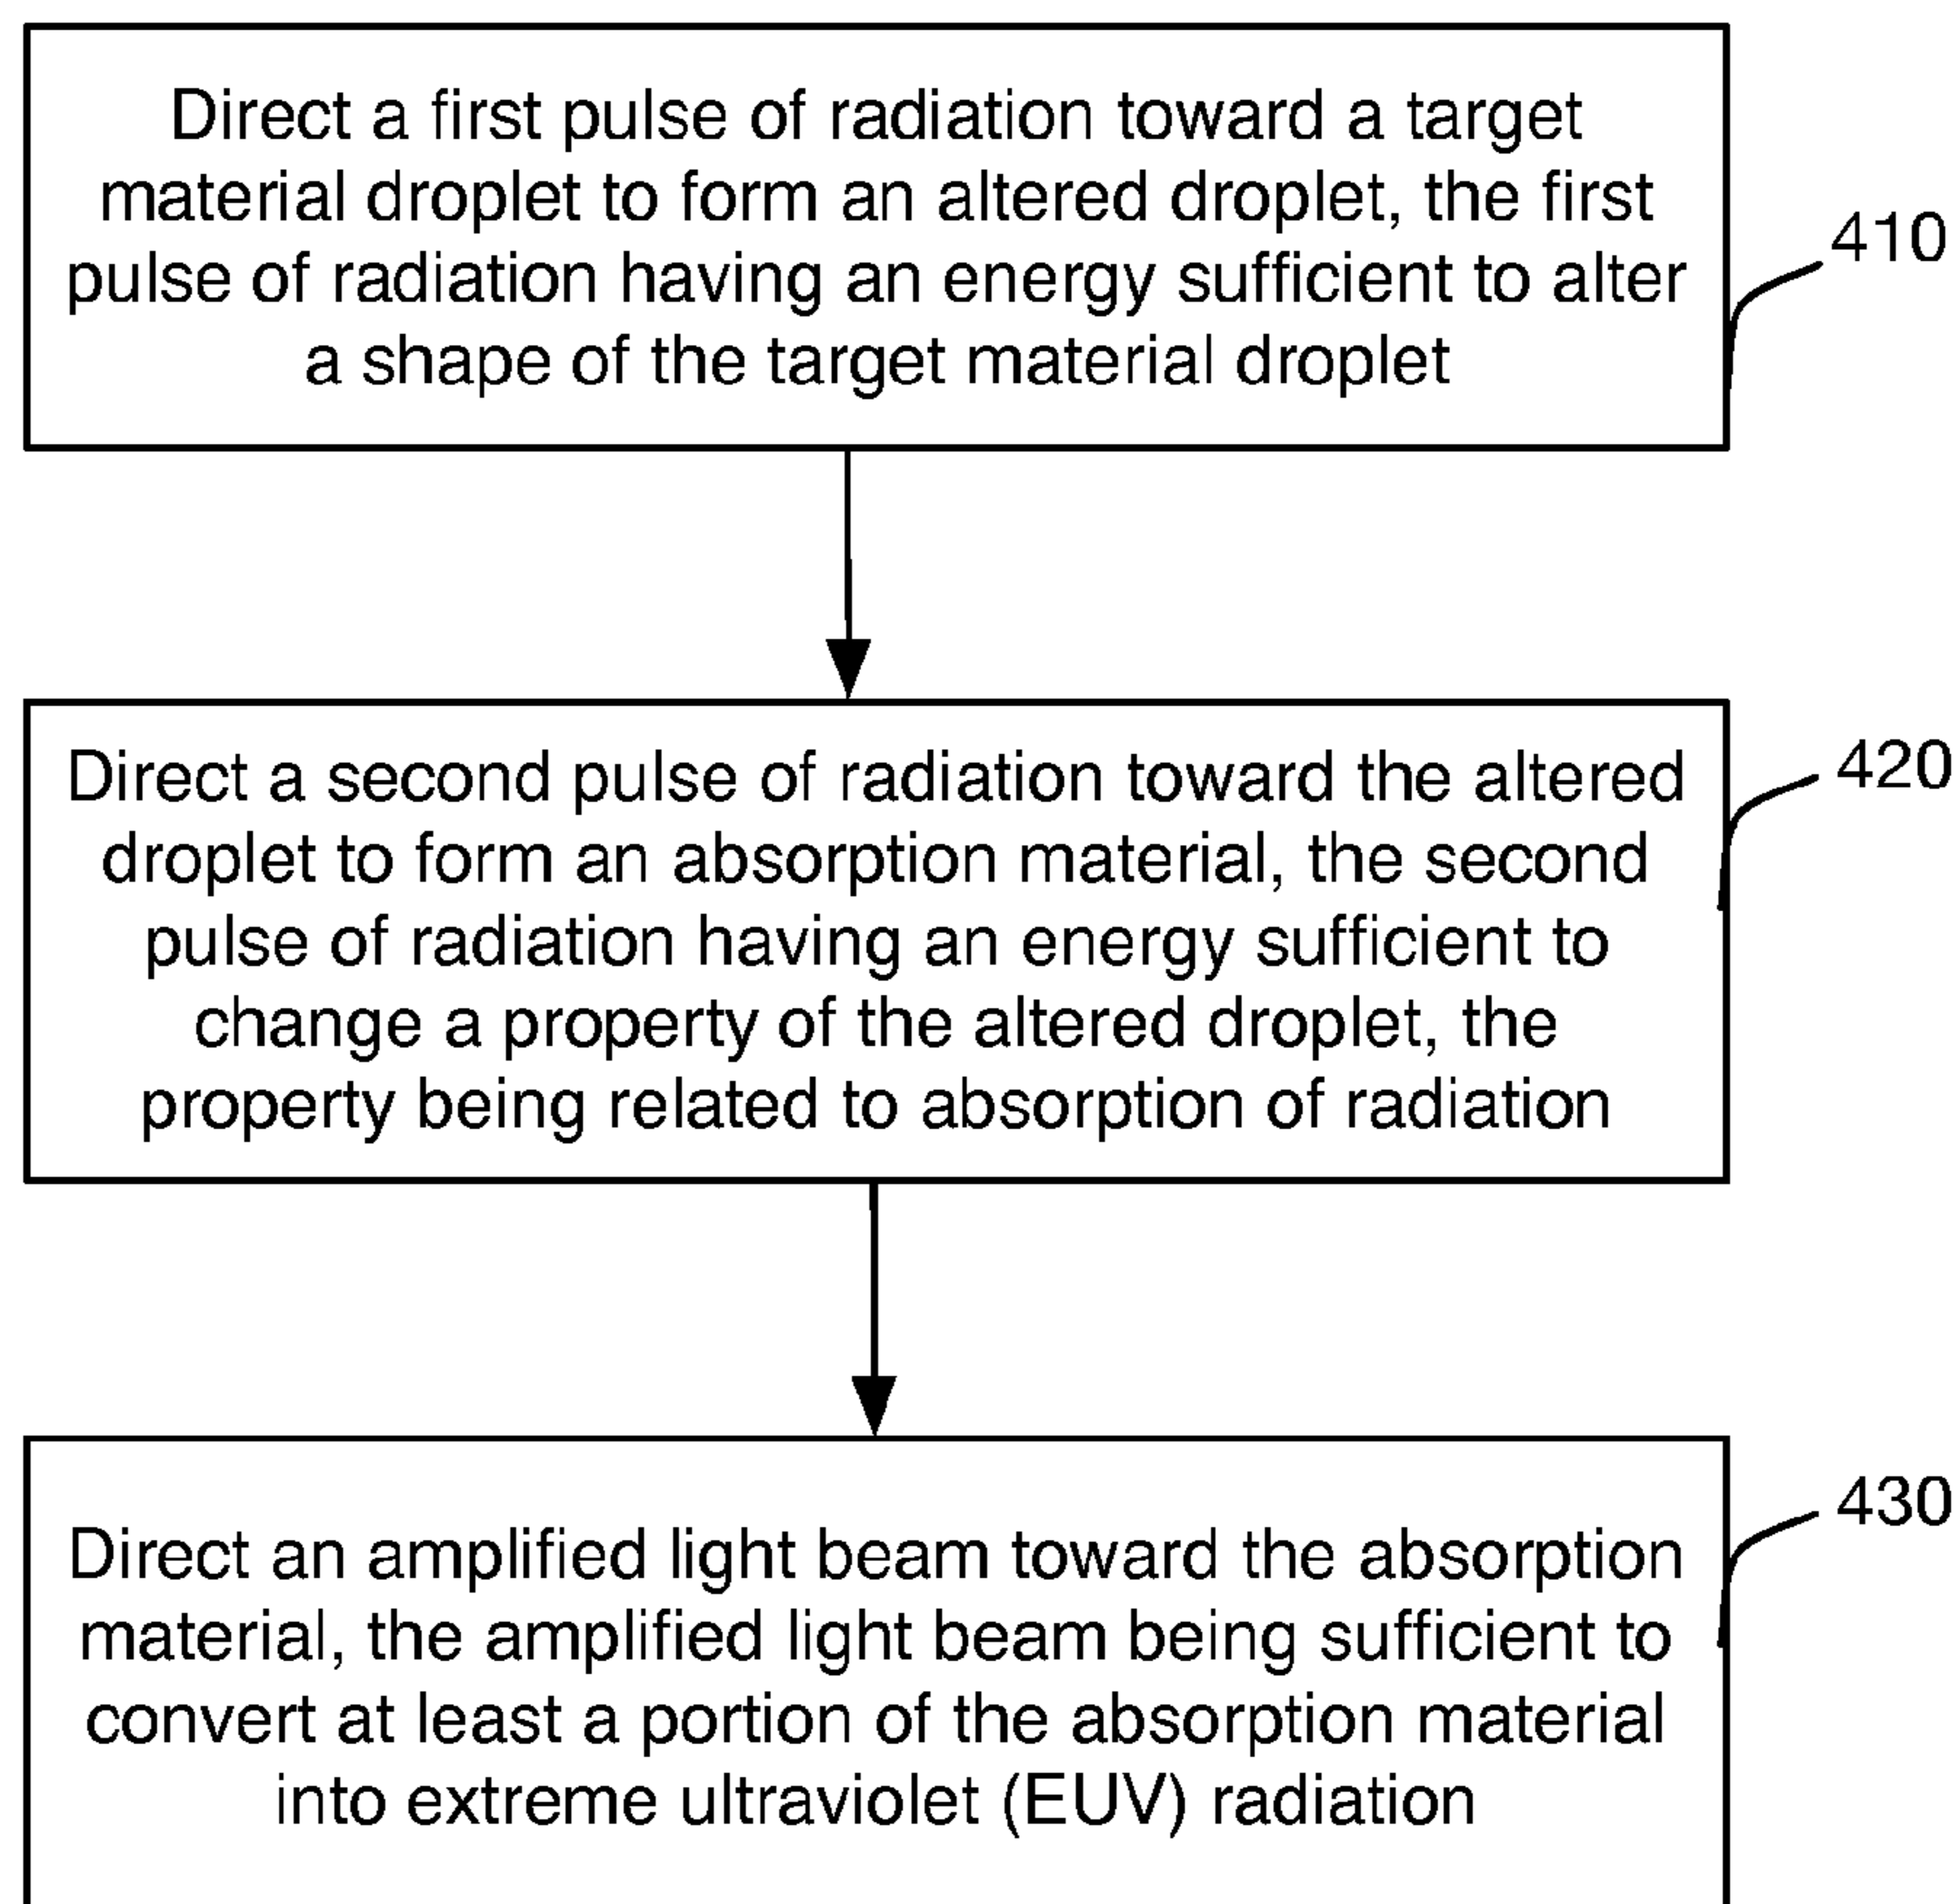 Direct a first pulse of radiation toward a target
material droplet to form an altered droplet, the first
pulse of radiation having an energy sufficient to alter
a shape of the target material droplet
410
Direct a second pulse of radiation toward the altered
droplet to form an absorption material, the second
pulse of radiation having an energy sufficient to
change a property of the altered droplet, the
property being related to absorption of radiation
420
Direct an amplified light beam toward the absorption
material, the amplified light beam being sufficient to
convert at least a portion of the absorption material
into extreme ultraviolet (EUV) radiation
430